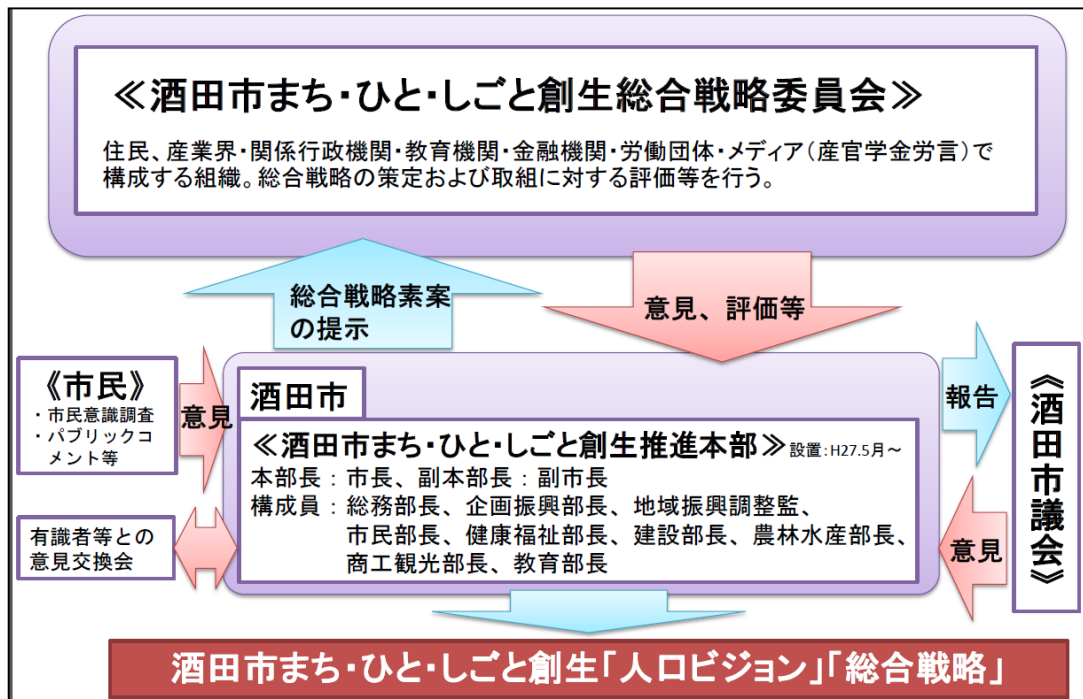 ≪酒田市まち・ひと・しごと創生総合戦略委員会≫
住民、産業界・関係行政機関・教育機関・金融機関・労働団体・メディア（産官学金労言）で
構成する組織。総合戦略の策定および取組に対する評価等を行う。
総合戦略素案
の提示
意見、評価等
《市民》
・市民意識調査
・パブリックコ
メント等
意見
有識者等との
意見交換会
酒田市
≪酒田市まち・ひと・しごと創生推進本部≫設置：H27.5月～
本部長：市長、副本部長：副市長
構成員：総務部長、企画振興部長、地域振興調整監、
市民部長、健康福祉部長、建設部長、農林水産部長、
商工観光部長、教育部長
報告
意見
《酒田市議会》
酒田市まち・ひと・しごと創生「人口ビジョン」「総合戦略」